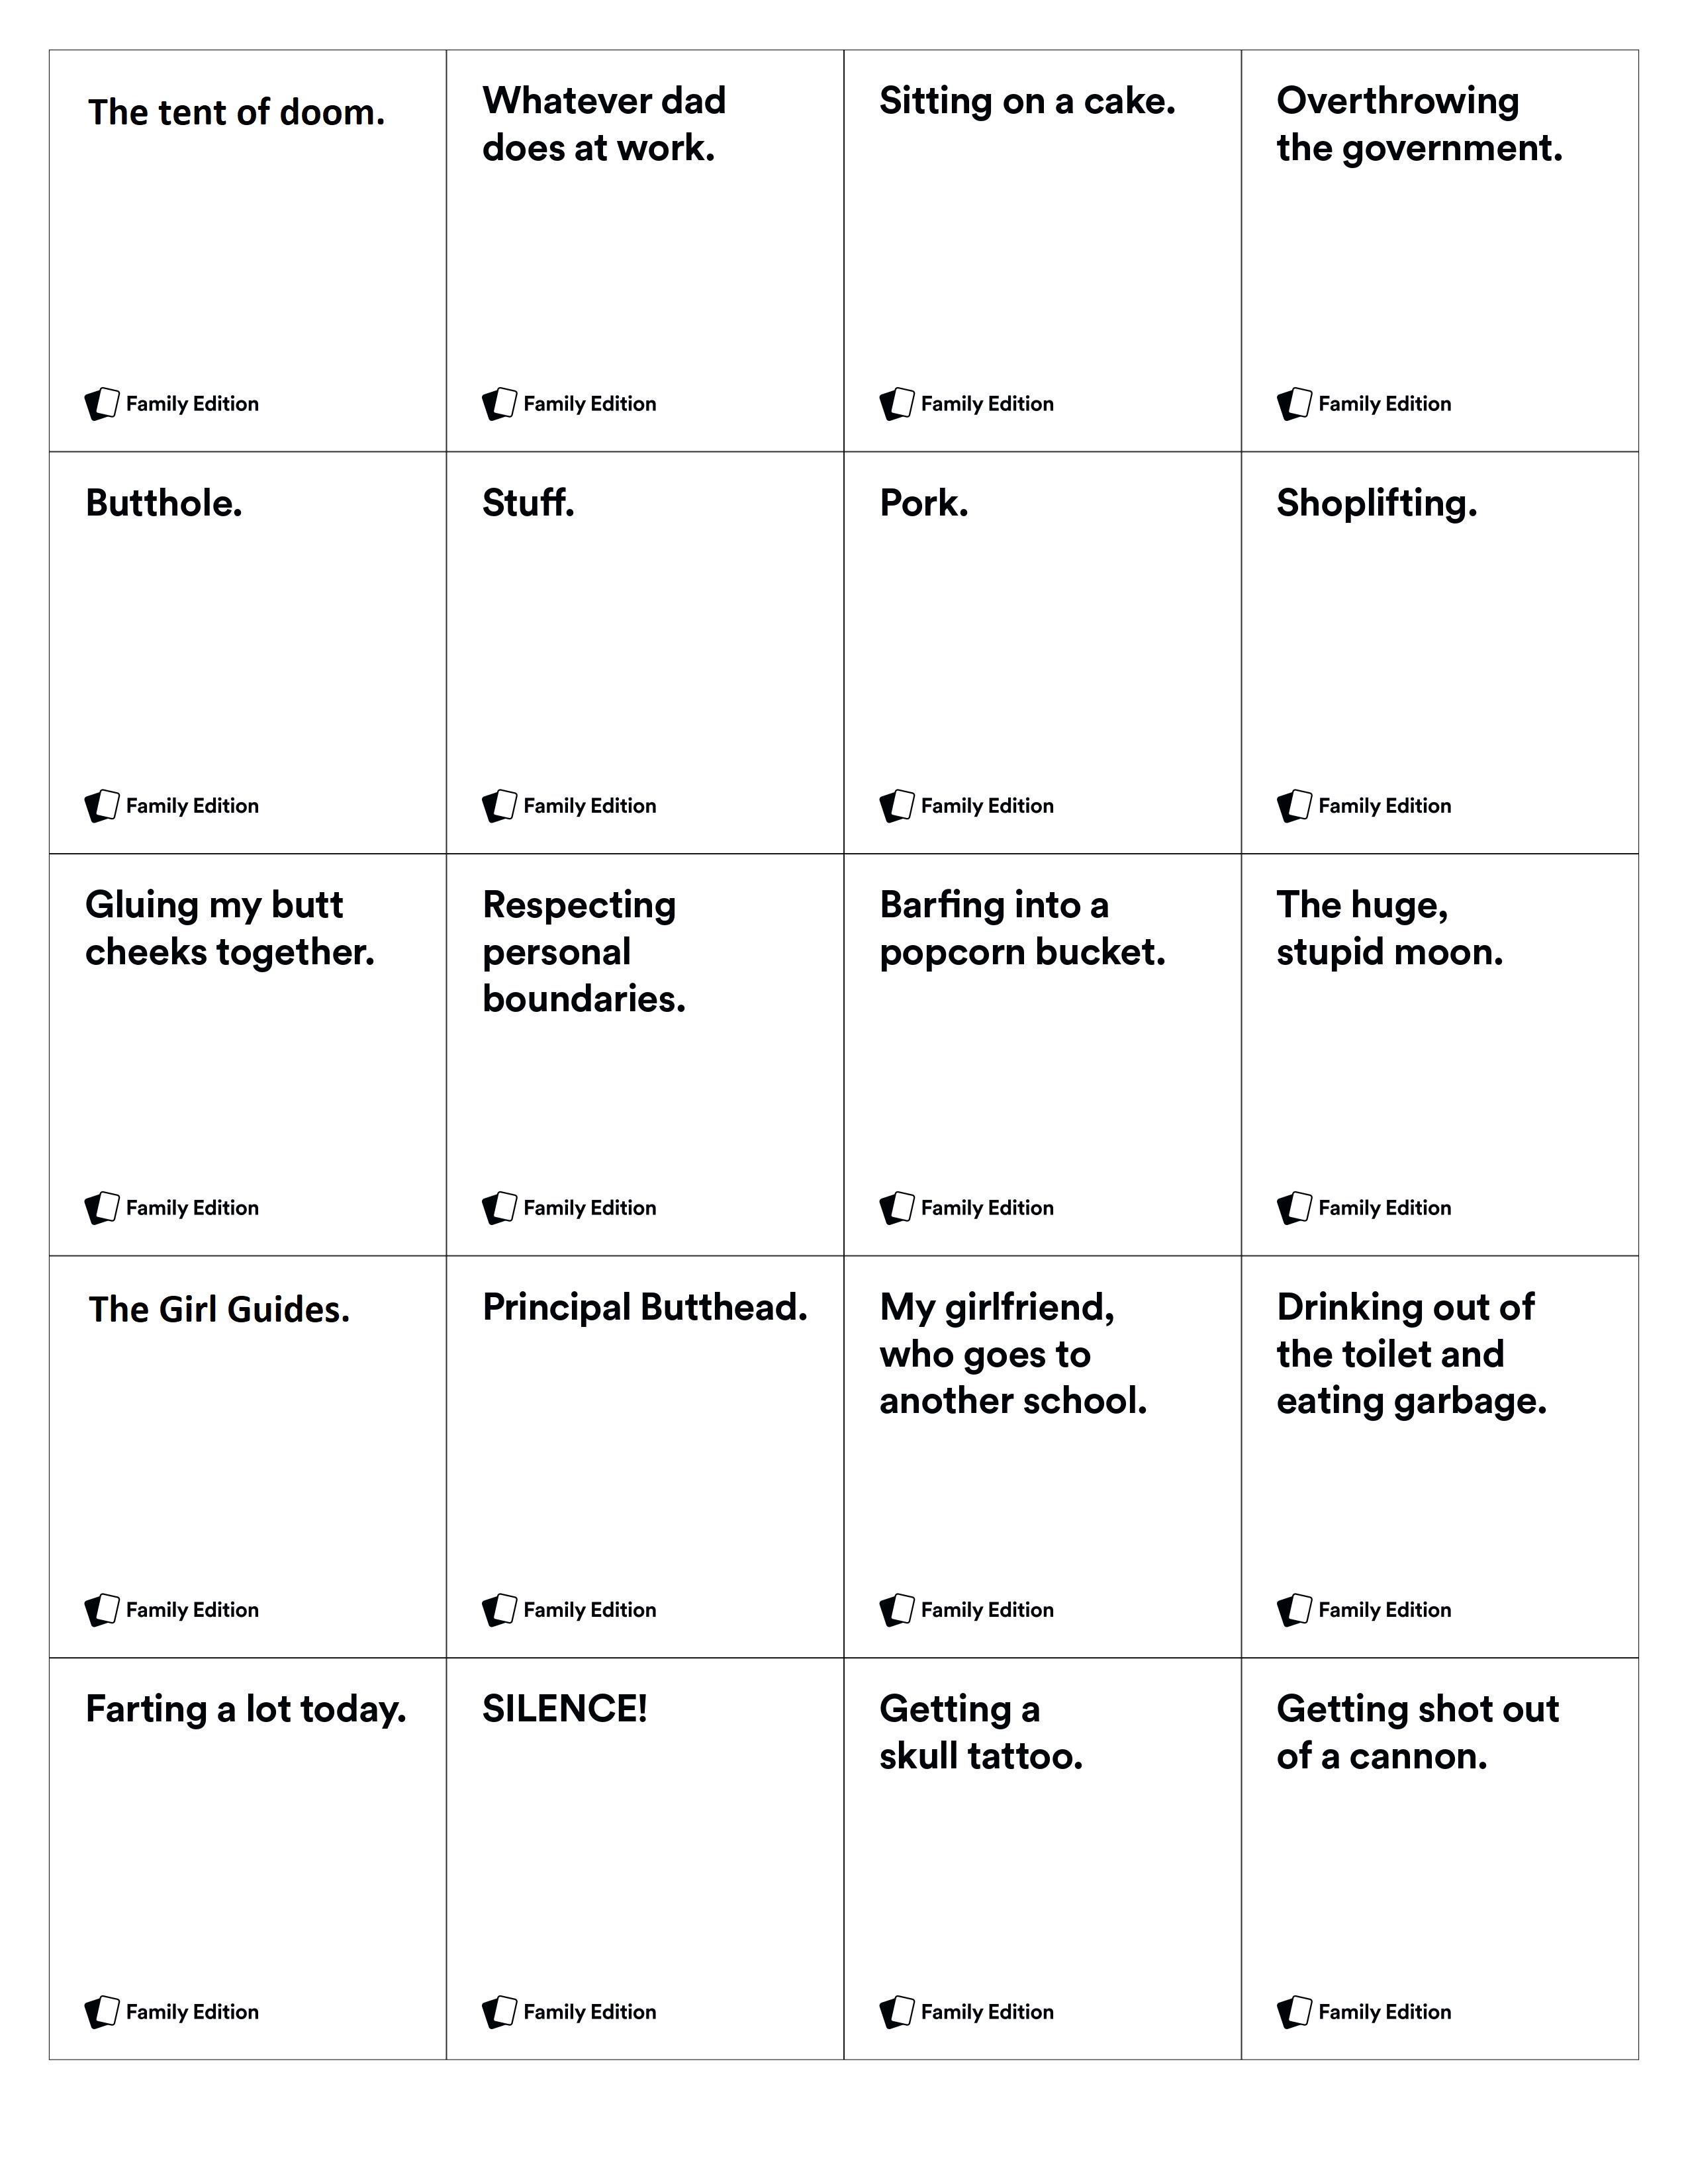 The tent of doom.
Family Edition
Whatever dad
does at work.
Family Edition
Sitting on a cake.
Family Edition
Overthrowing
the government.
Family Edition
Butthole.
Family Edition
Stuff.
Family Edition
Pork.
Family Edition
Shoplifting.
Family Edition
Gluing my butt
cheeks together.
Family Edition
Respecting
personal
boundaries.
Family Edition
Barfing into a
popcorn bucket.
Family Edition
The huge,
stupid moon.
Family Edition
The Girl Guides.
Family Edition
Principal Butthead.
Family Edition
My girlfriend,
who goes to
another school.
Family Edition
Drinking out of
the toilet and
eating garbage.
Family Edition
Farting a lot today.
Family Edition
SILENCE!
Family Edition
Getting a
skull tattoo.
Family Edition
Getting shot out
of a cannon.
Family Edition